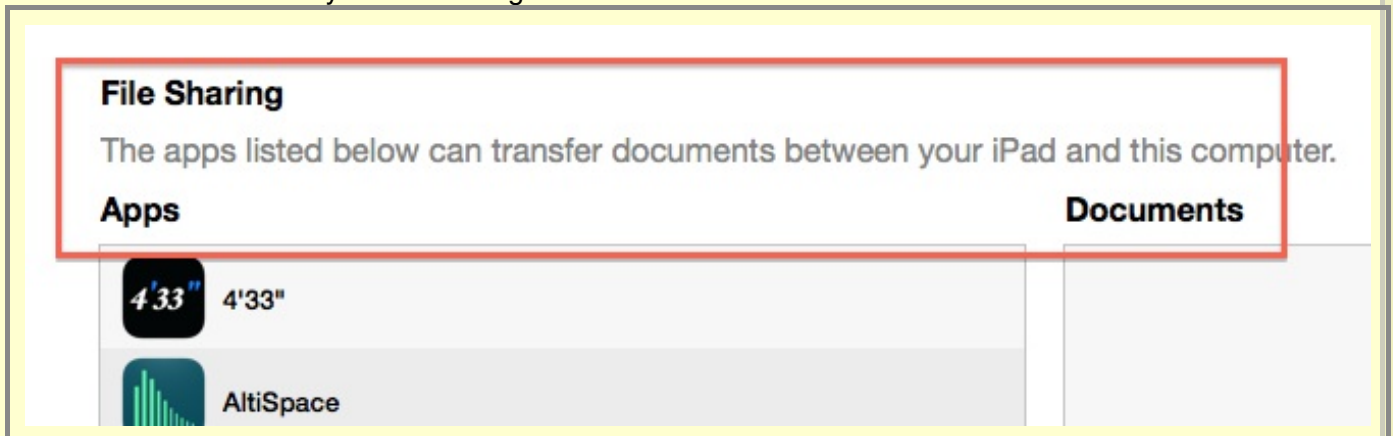 File Sharing
The apps listed below can transfer documents between your iPad and this computer.
Apps
Documents
4'33" 4'33"
AltiSpace